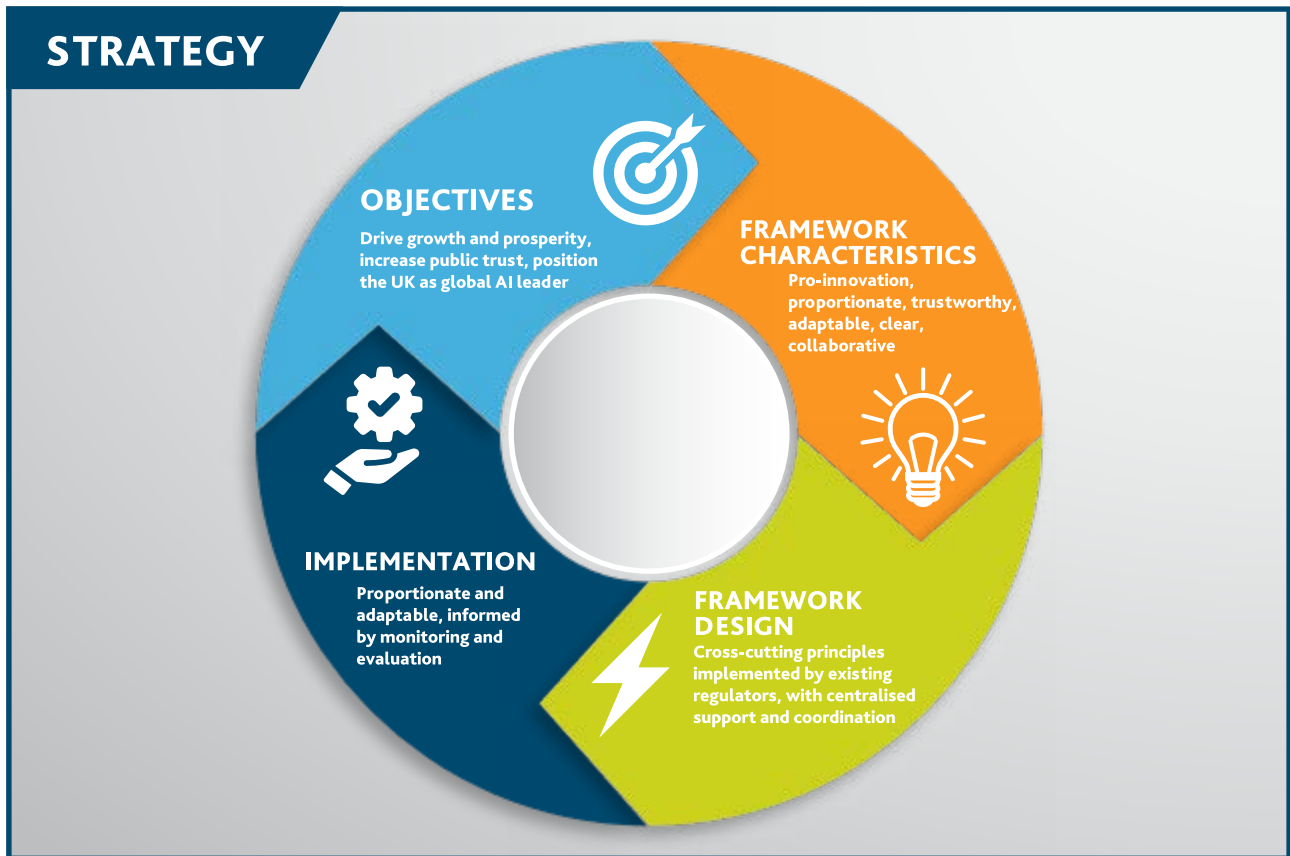 STRATEGY
OBJECTIVES
Drive growth and prosperity,
increase public trust, position
the UK as global AI leader
FRAMEWORK
CHARACTERISTICS
Pro-innovation,
proportionate, trustworthy,
adaptable, clear,
collaborative
FRAMEWORK
DESIGN
Cross-cutting principles
implemented by existing
regulators, with centralised
support and coordination
IMPLEMENTATION
Proportionate and
adaptable, informed
by monitoring and
evaluation